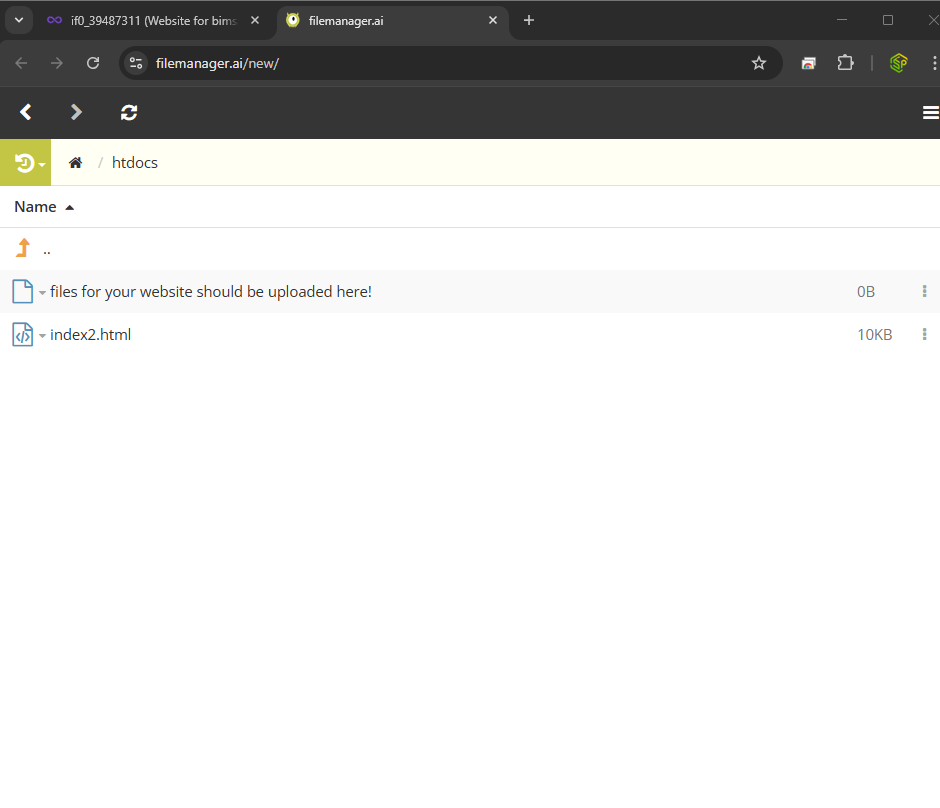 if0_39487311 (Website for bims
filemanager.ai
filemanager.ai/new/
/ htdocs
Name
..
files for your website should be uploaded here! 0B
index2.html 10KB